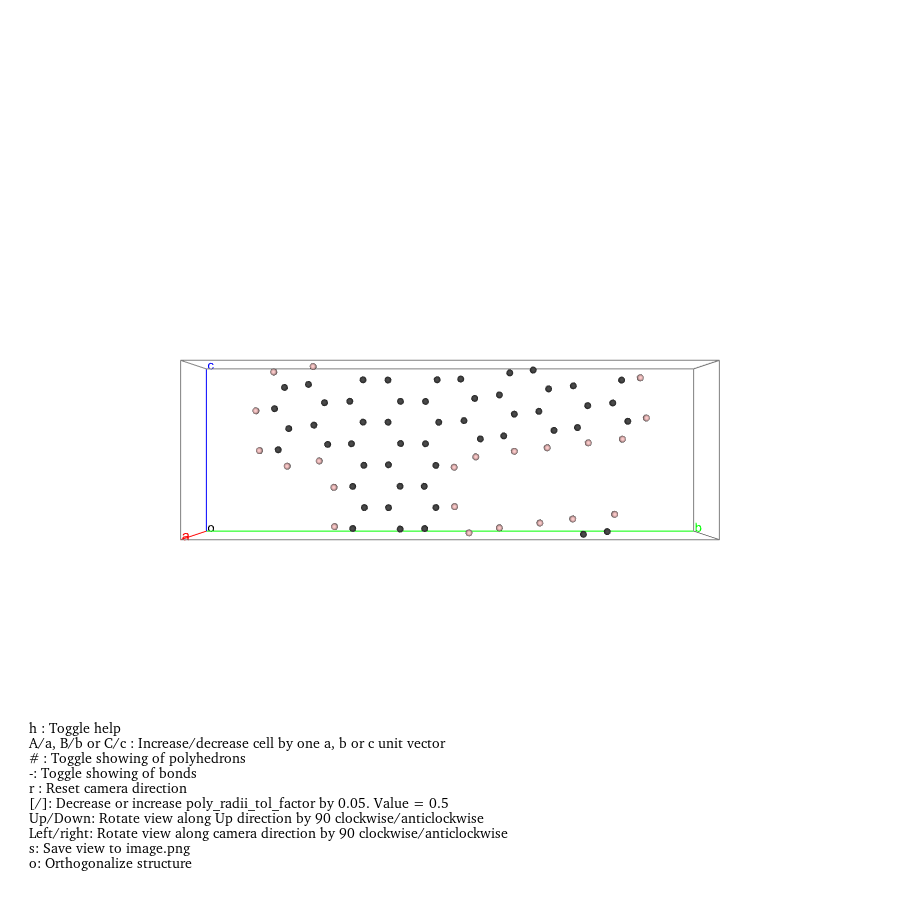 c
o
b
a
h : Toggle help
A/a, B/b or C/c : Increase/decrease cell by one a, b or c unit vector
# : Toggle showing of polyhedrons
-: Toggle showing of bonds
r : Reset camera direction
[/]: Decrease or increase poly_radii_tol_factor by 0.05. Value = 0.5
Up/Down: Rotate view along Up direction by 90 clockwise/anticlockwise
Left/right: Rotate view along camera direction by 90 clockwise/anticlockwise
s: Save view to image.png
o: Orthogonalize structure